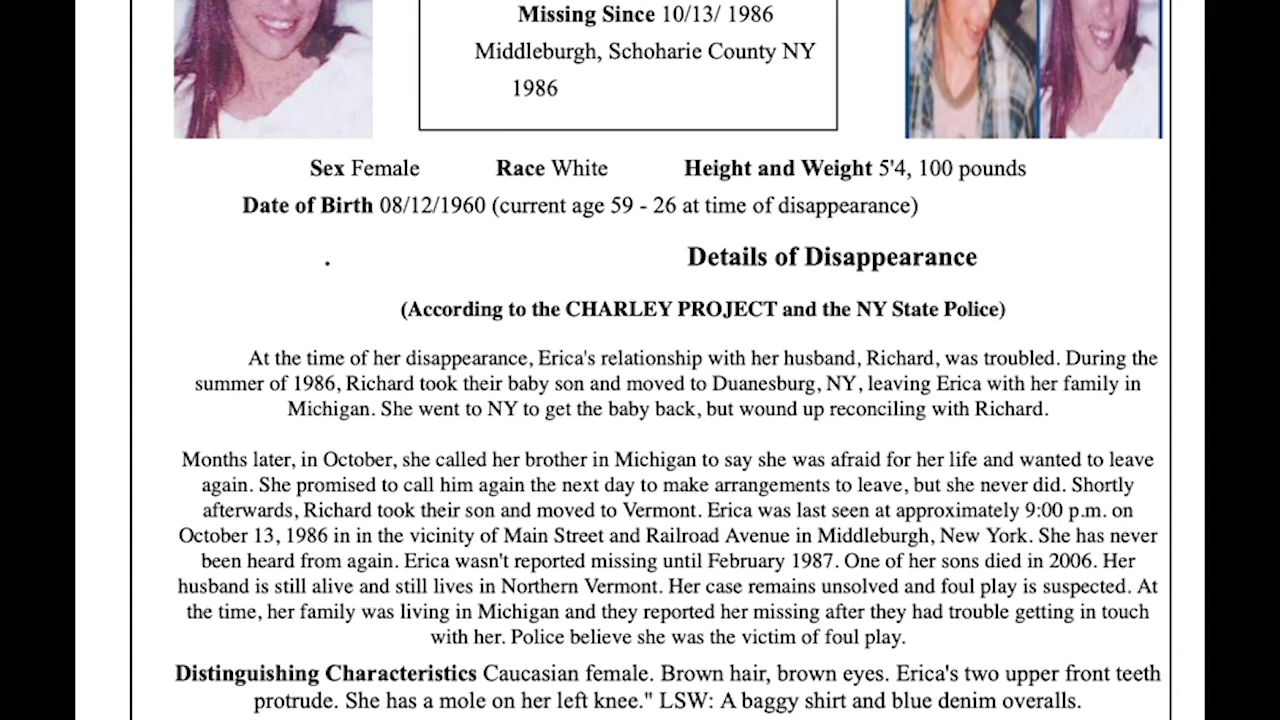 Missing Since 10/13/ 1986
Middleburgh, Schoharie County NY
1986
Sex Female Race White Height and Weight 5'4, 100 pounds
Date of Birth 08/12/1960 (current age 59 - 26 at time of disappearance)
. Details of Disappearance
(According to the CHARLEY PROJECT and the NY State Police)
At the time of her disappearance, Erica's relationship with her husband, Richard, was troubled. During the
summer of 1986, Richard took their baby son and moved to Duanesburg, NY, leaving Erica with her family in
Michigan. She went to NY to get the baby back, but wound up reconciling with Richard.
Months later, in October, she called her brother in Michigan to say she was afraid for her life and wanted to leave
again. She promised to call him again the next day to make arrangements to leave, but she never did. Shortly
afterwards, Richard took their son and moved to Vermont. Erica was last seen at approximately 9:00 p.m. on
October 13, 1986 in in the vicinity of Main Street and Railroad Avenue in Middleburgh, New York. She has never
been heard from again. Erica wasn't reported missing until February 1987. One of her sons died in 2006. Her
husband is still alive and still lives in Northern Vermont. Her case remains unsolved and foul play is suspected. At
the time, her family was living in Michigan and they reported her missing after they had trouble getting in touch
with her. Police believe she was the victim of foul play.
Distinguishing Characteristics Caucasian female. Brown hair, brown eyes. Erica's two upper front teeth
protrude. She has a mole on her left knee." LSW: A baggy shirt and blue denim overalls.